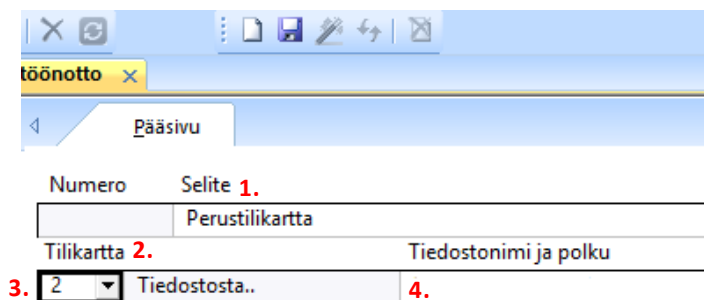 töönotto
Pääsivu
Numero Selite 1.
Perustilikartta
Tilikartta 2. Tiedostonimi ja polku
3. 2 Tiedostosta.. 4.